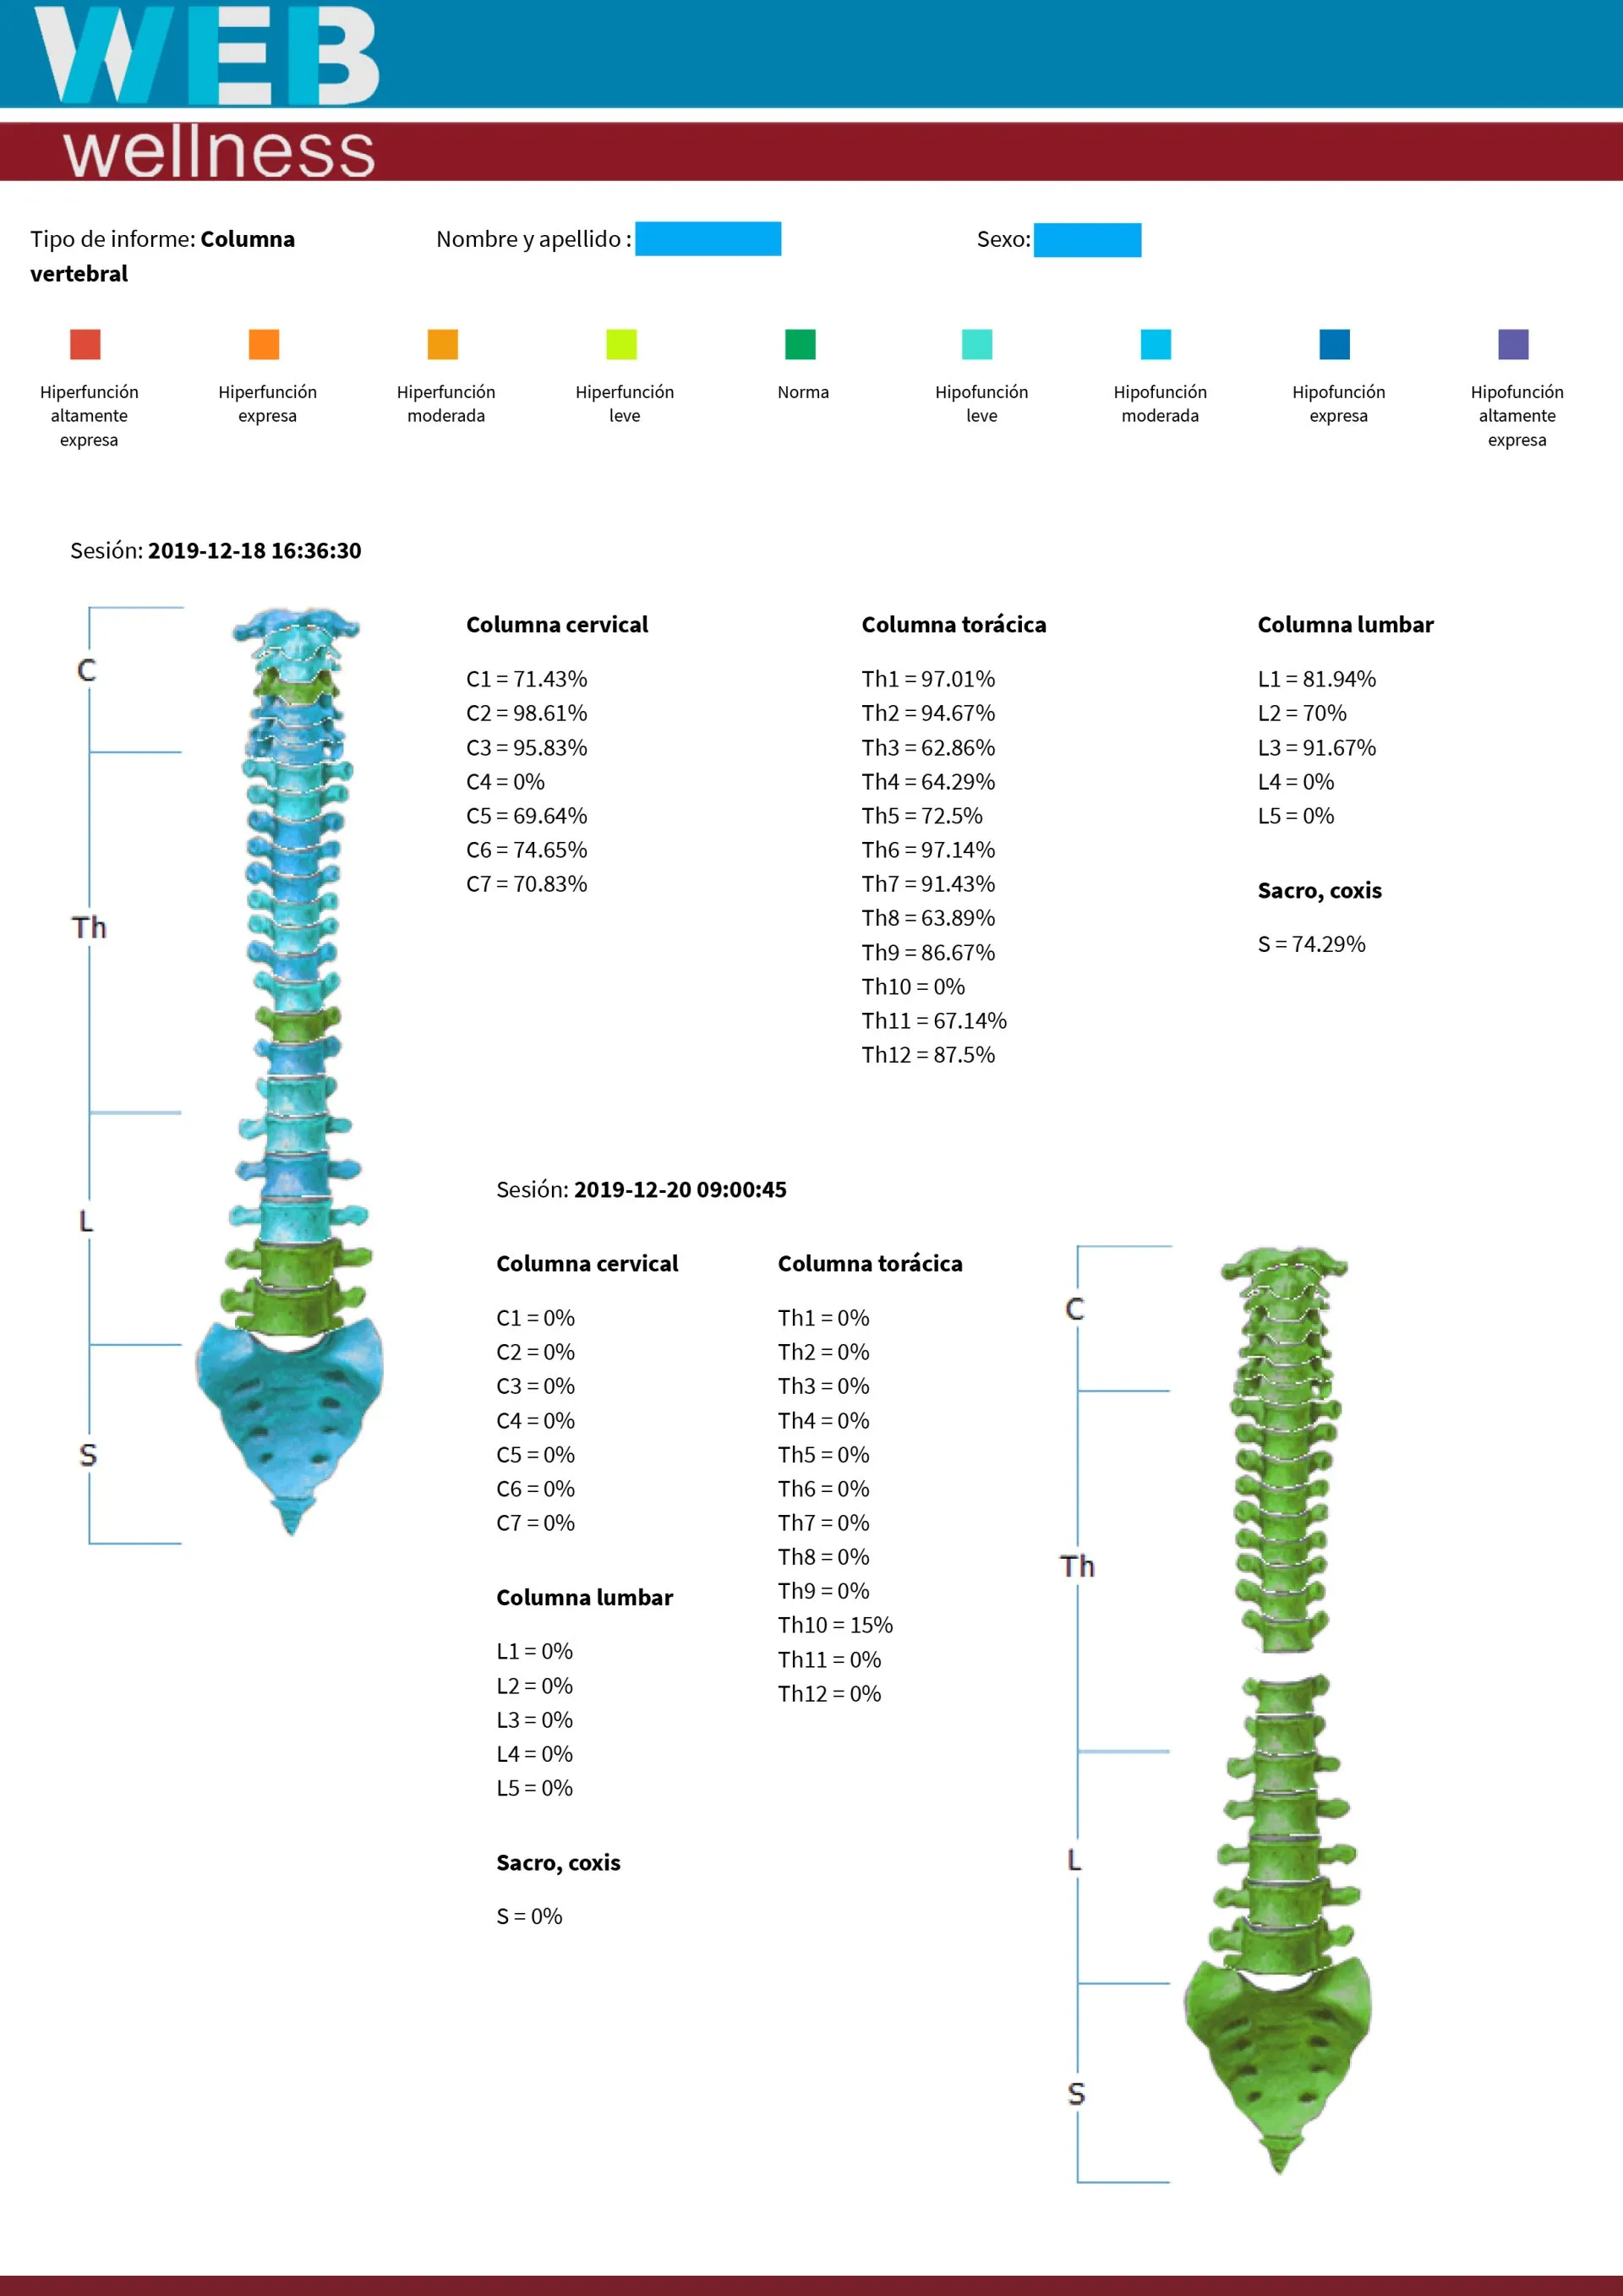 WEB
wellness
Tipo de informe: Columna
vertebral
Nombre y apellido :
Sexo:
Hiperfunción
altamente
expresa
Hiperfunción
expresa
Hiperfunción
moderada
Hiperfunción
leve
Norma
Hipofunción
leve
Hipofunción
moderada
Hipofunción
expresa
Hipofunción
altamente
expresa
Sesión: 2019-12-18 16:36:30
C
Th
L
S
Columna cervical
C1 = 71.43%
C2 = 98.61%
C3 = 95.83%
C4 = 0%
C5 = 69.64%
C6 = 74.65%
C7 = 70.83%
Columna torácica
Th1 = 97.01%
Th2 = 94.67%
Th3 = 62.86%
Th4 = 64.29%
Th5 = 72.5%
Th6 = 97.14%
Th7 = 91.43%
Th8 = 63.89%
Th9 = 86.67%
Th10 = 0%
Th11 = 67.14%
Th12 = 87.5%
Columna lumbar
L1 = 81.94%
L2 = 70%
L3 = 91.67%
L4 = 0%
L5 = 0%
Sacro, coxis
S = 74.29%
Sesión: 2019-12-20 09:00:45
Columna cervical
C1 = 0%
C2 = 0%
C3 = 0%
C4 = 0%
C5 = 0%
C6 = 0%
C7 = 0%
Columna lumbar
L1 = 0%
L2 = 0%
L3 = 0%
L4 = 0%
L5 = 0%
Sacro, coxis
S = 0%
Columna torácica
Th1 = 0%
Th2 = 0%
Th3 = 0%
Th4 = 0%
Th5 = 0%
Th6 = 0%
Th7 = 0%
Th8 = 0%
Th9 = 0%
Th10 = 15%
Th11 = 0%
Th12 = 0%
C
Th
L
S